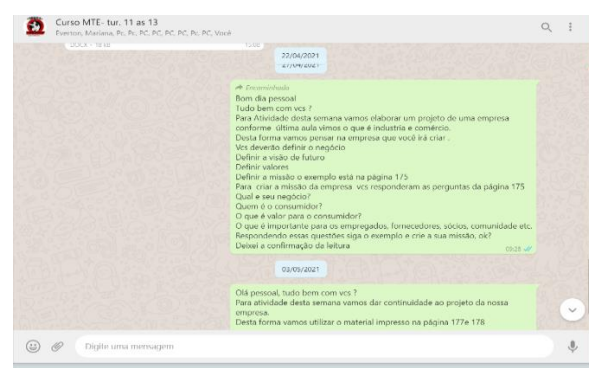 Curso MTE- tur. 11 as 13
Everton, Mariana, Pc, Pc, PC, PC, PC, PC, Pc, PC, Você
DOCX • 18 kB
22/04/2021
27/04/2021
Encaminhada
Bom dia pessoal
Tudo bem com vcs ?
Para Atividade desta semana vamos elaborar um projeto de uma empresa
conforme última aula vimos o que é industria e comércio.
Desta forma vamos pensar na empresa que você irá criar .
Vcs deverão definir o negócio
Definir a visão de futuro
Definir valores
Definir a missão o exemplo está na página 175
Para criar a missão da empresa vcs responderam as perguntas da página 175
Qual e seu negócio?
Quem é o consumidor?
O que é valor para o consumidor?
O que é importante para os empregados, fornecedores, sócios, comunidade etc.
Respondendo essas questões siga o exemplo e crie a sua missão, ok?
Deixei a confirmação da leitura
09:28
03/05/2021
Olá pessoal, tudo bem com vcs ?
Para atividade desta semana vamos dar continuidade ao projeto da nossa
empresa.
Desta forma vamos utilizar o material impresso na página 177e 178
Digite uma mensagem